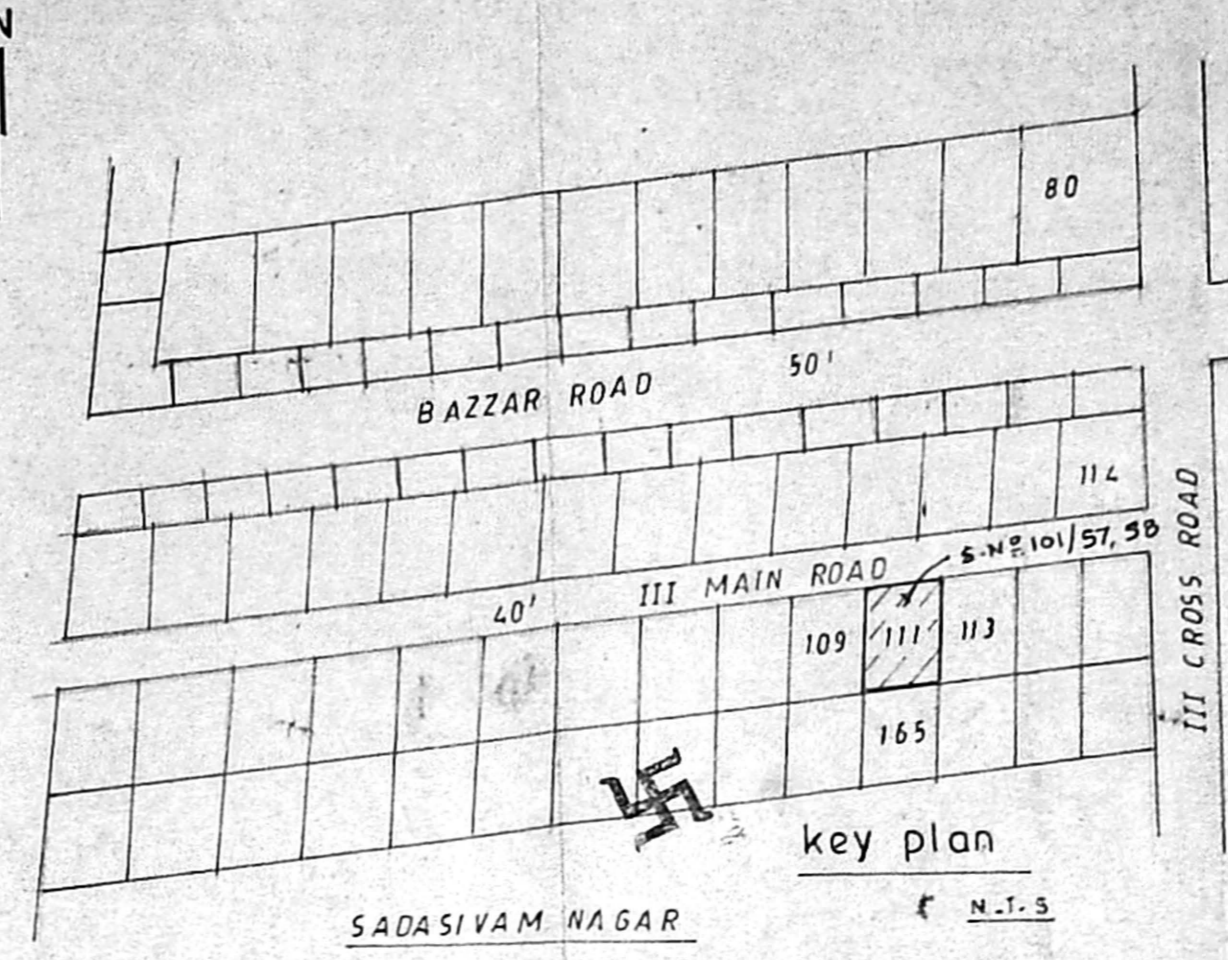 N
80
BAZZAR ROAD 50'
114
S.Nº 101/57, 58
III MAIN ROAD
40'
109 111 113
III CROSS ROAD
165
key plan
N.T.S
SADASIVAM NAGAR